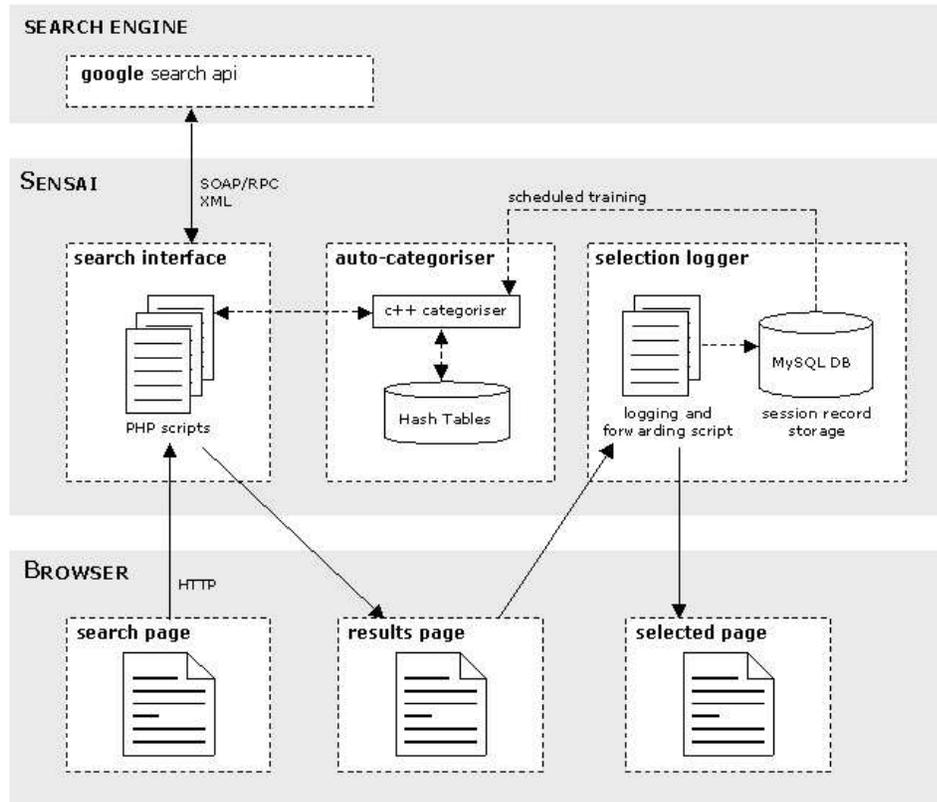 SEARCH ENGINE
google search api
SENSAI
SOAP/RPC
XML
scheduled training
search interface
auto-categoriser
selection logger
c++ categoriser
MySQL DB
Hash Tables
PHP scripts
logging and
forwarding script
session record
storage
BROWSER
HTTP
search page
results page
selected page